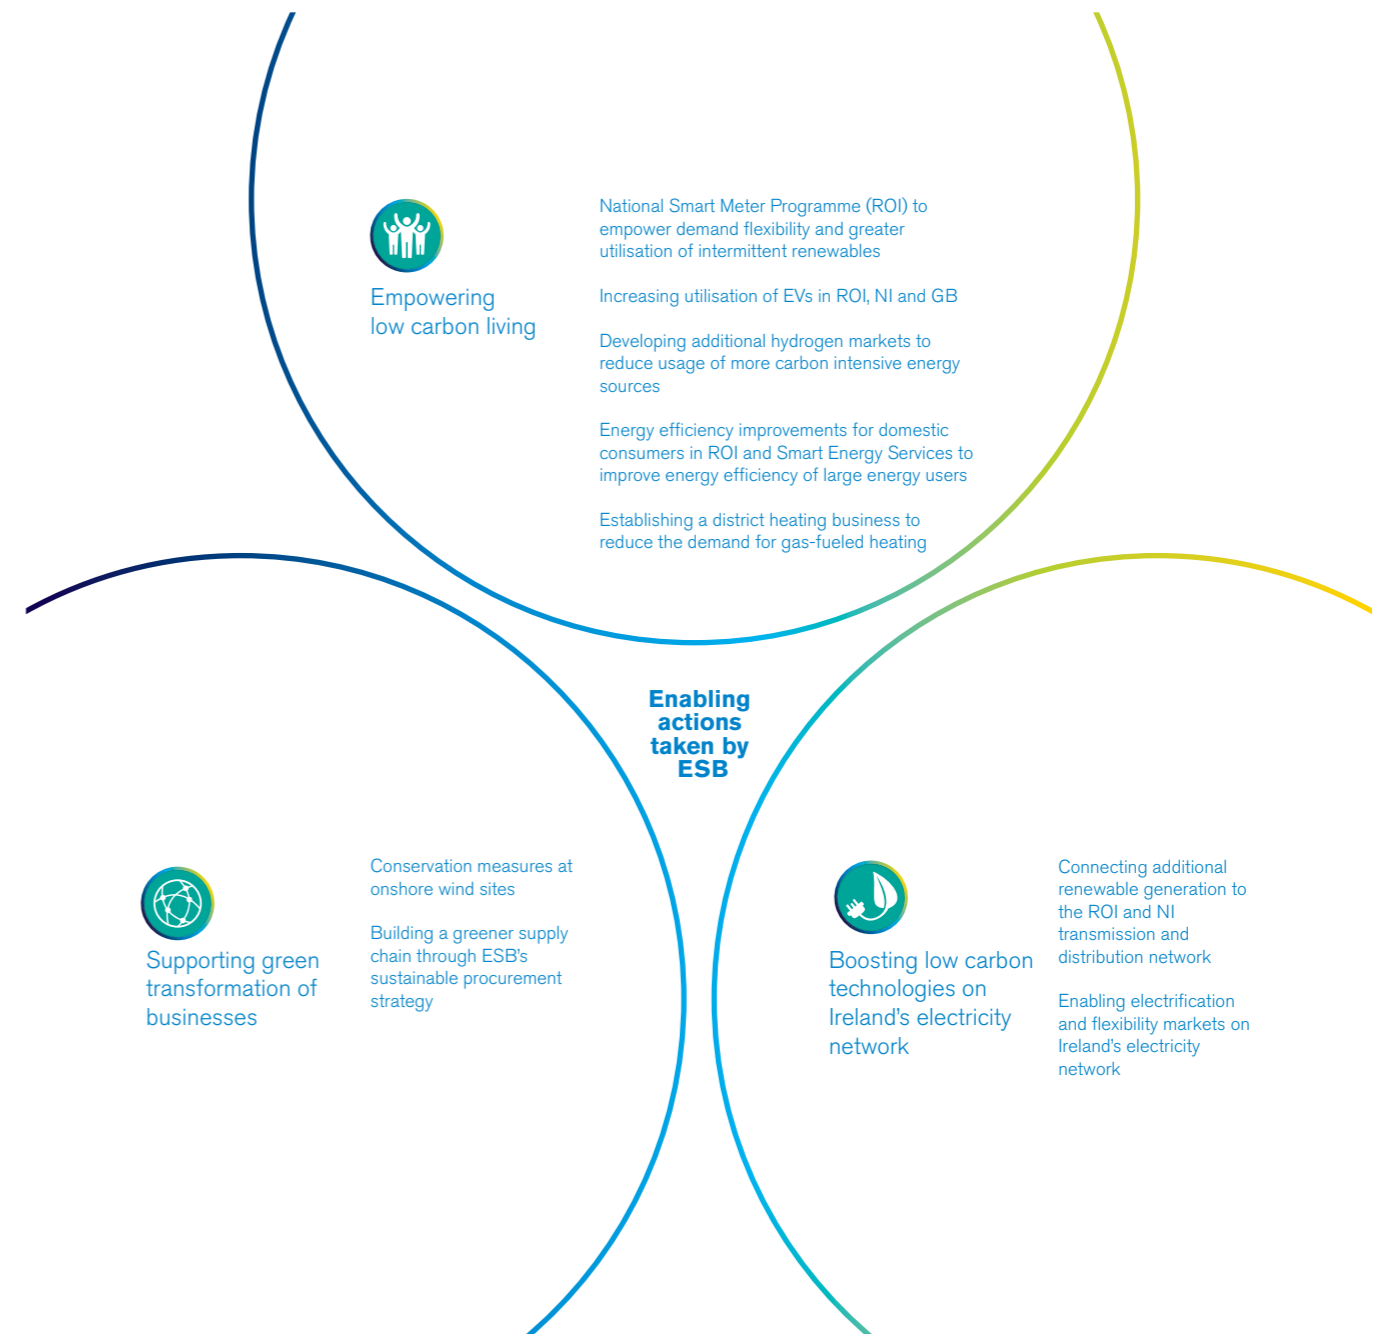 Empowering
low carbon living
National Smart Meter Programme (ROI) to
empower demand flexibility and greater
utilisation of intermittent renewables
Increasing utilisation of EVs in ROI, NI and GB
Developing additional hydrogen markets to
reduce usage of more carbon intensive energy
sources
Energy efficiency improvements for domestic
consumers in ROI and Smart Energy Services to
improve energy efficiency of large energy users
Establishing a district heating business to
reduce the demand for gas-fueled heating
Enabling
actions
taken by
ESB
Supporting green
transformation of
businesses
Conservation measures at
onshore wind sites
Building a greener supply
chain through ESB's
sustainable procurement
strategy
Boosting low carbon
technologies on
Ireland's electricity
network
Connecting additional
renewable generation to
the ROI and NI
transmission and
distribution network
Enabling electrification
and flexibility markets on
Ireland's electricity
network